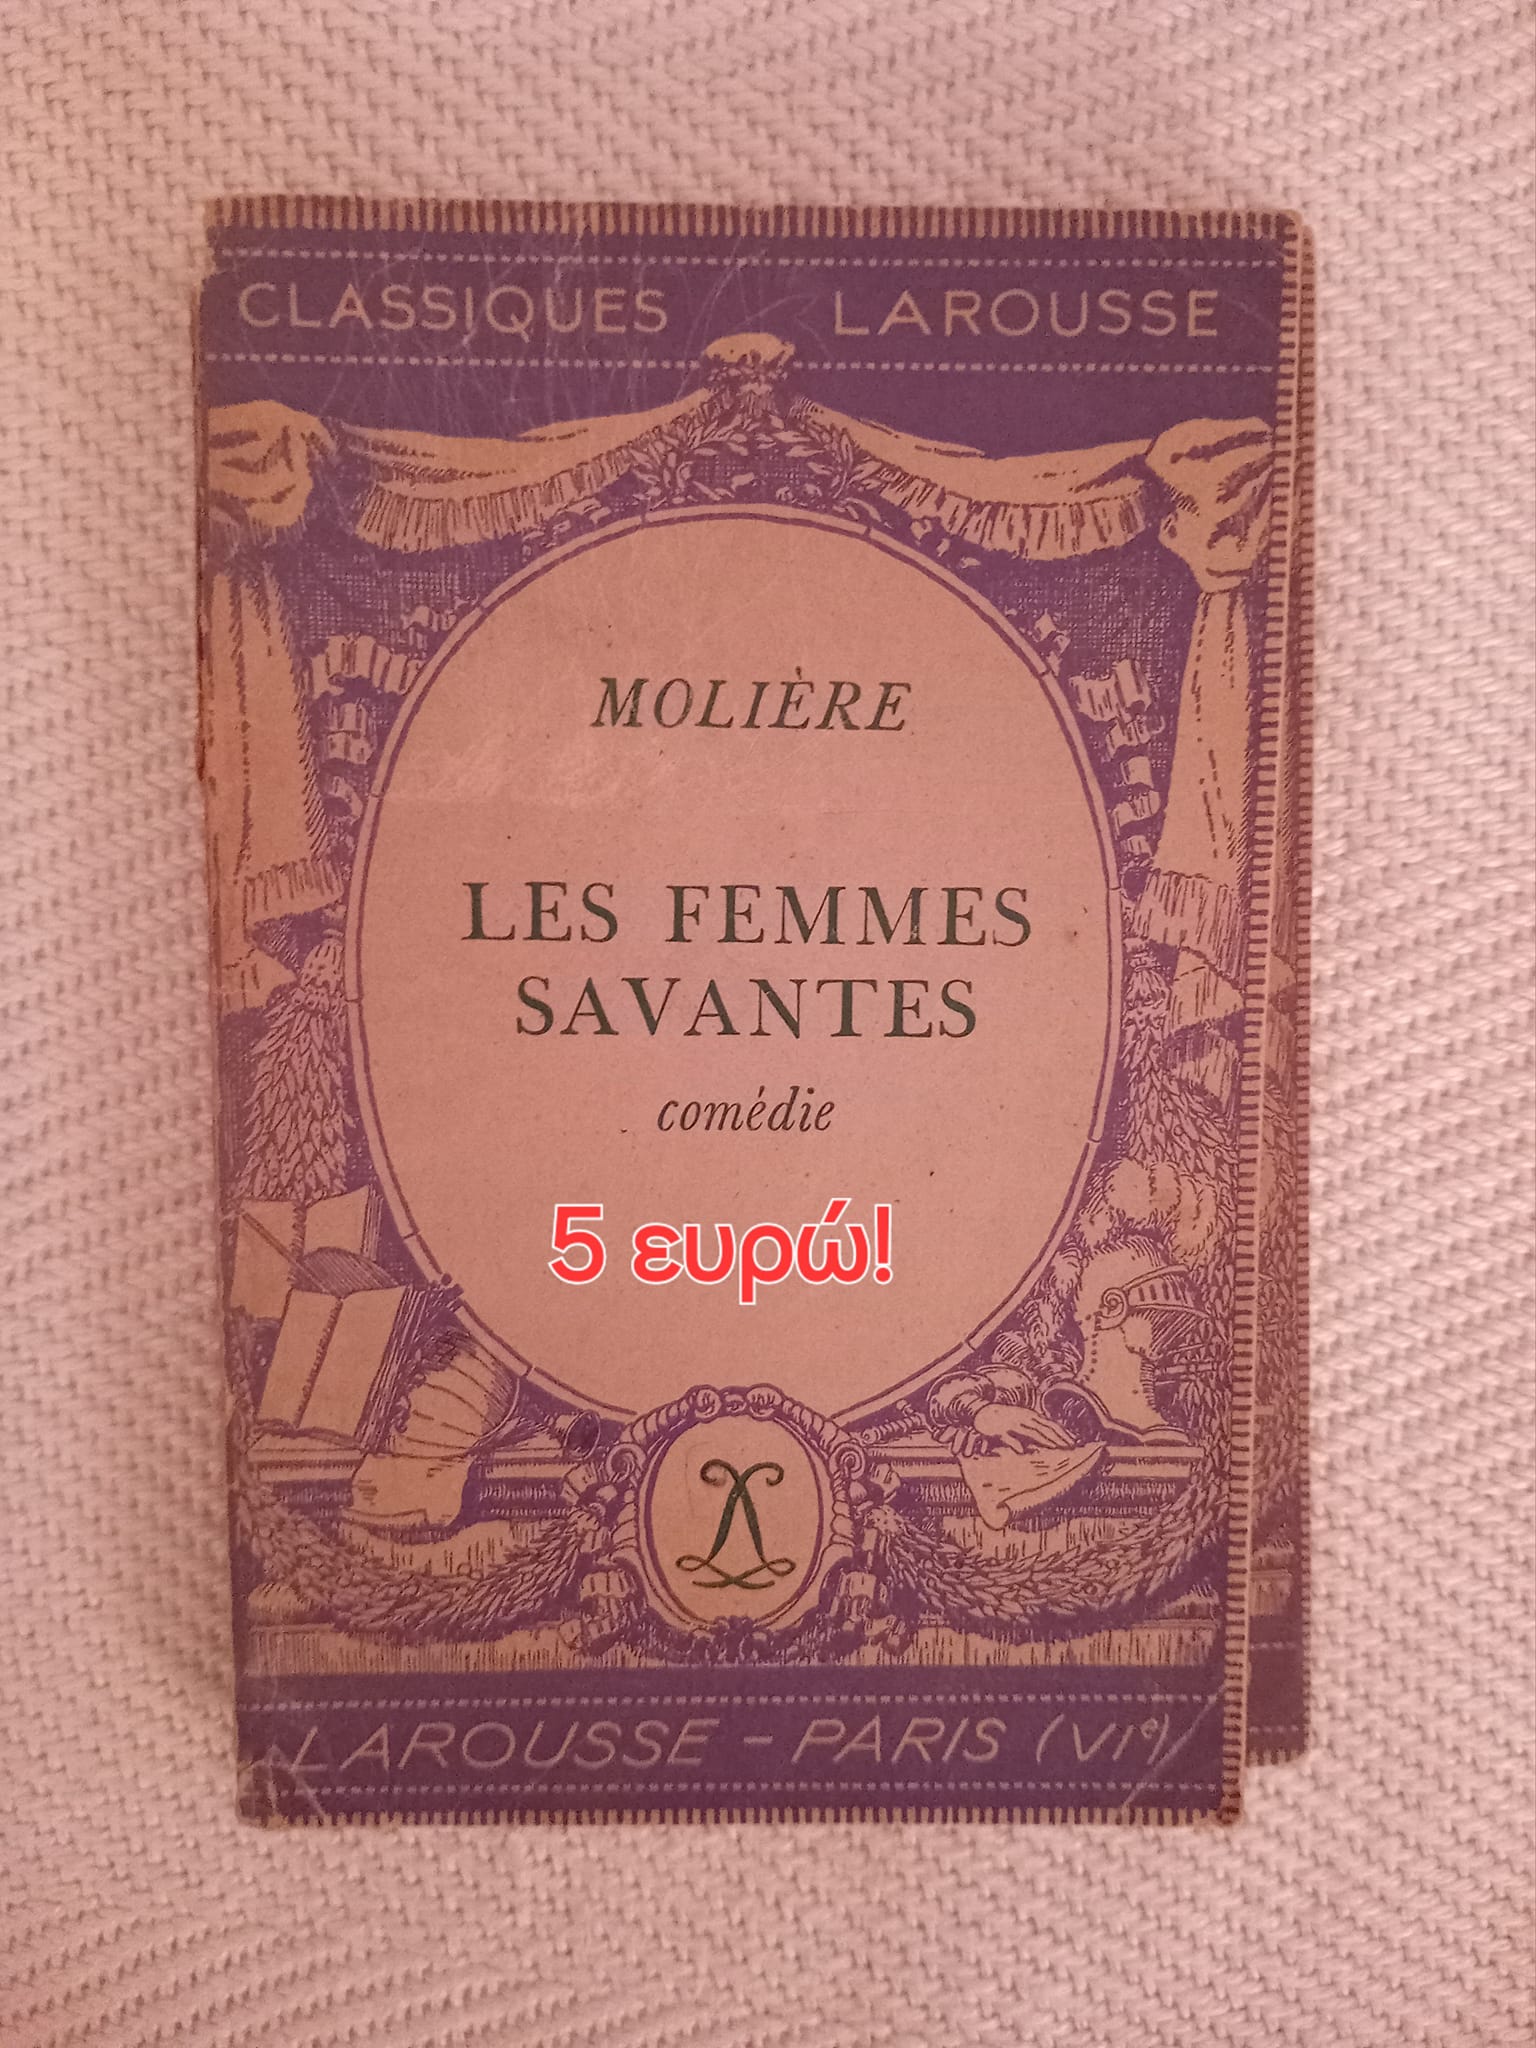 CLASSIQUES LAROUSSE
MOLIÈRE
LES FEMMES
SAVANTES
comédie
5 ευρώ!
LAROUSSE – PARIS (VIe)